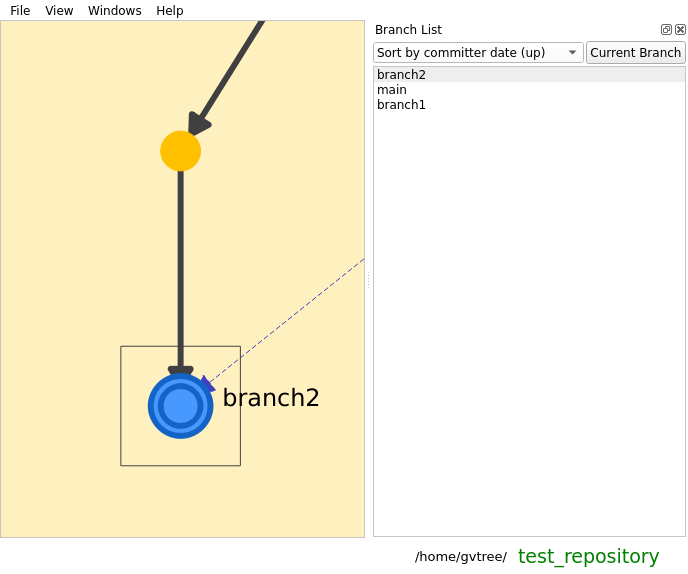 File View Windows Help
Branch List
Sort by committer date (up) Current Branch
branch2
main
branch1
branch2
/home/gvtree/ test_repository